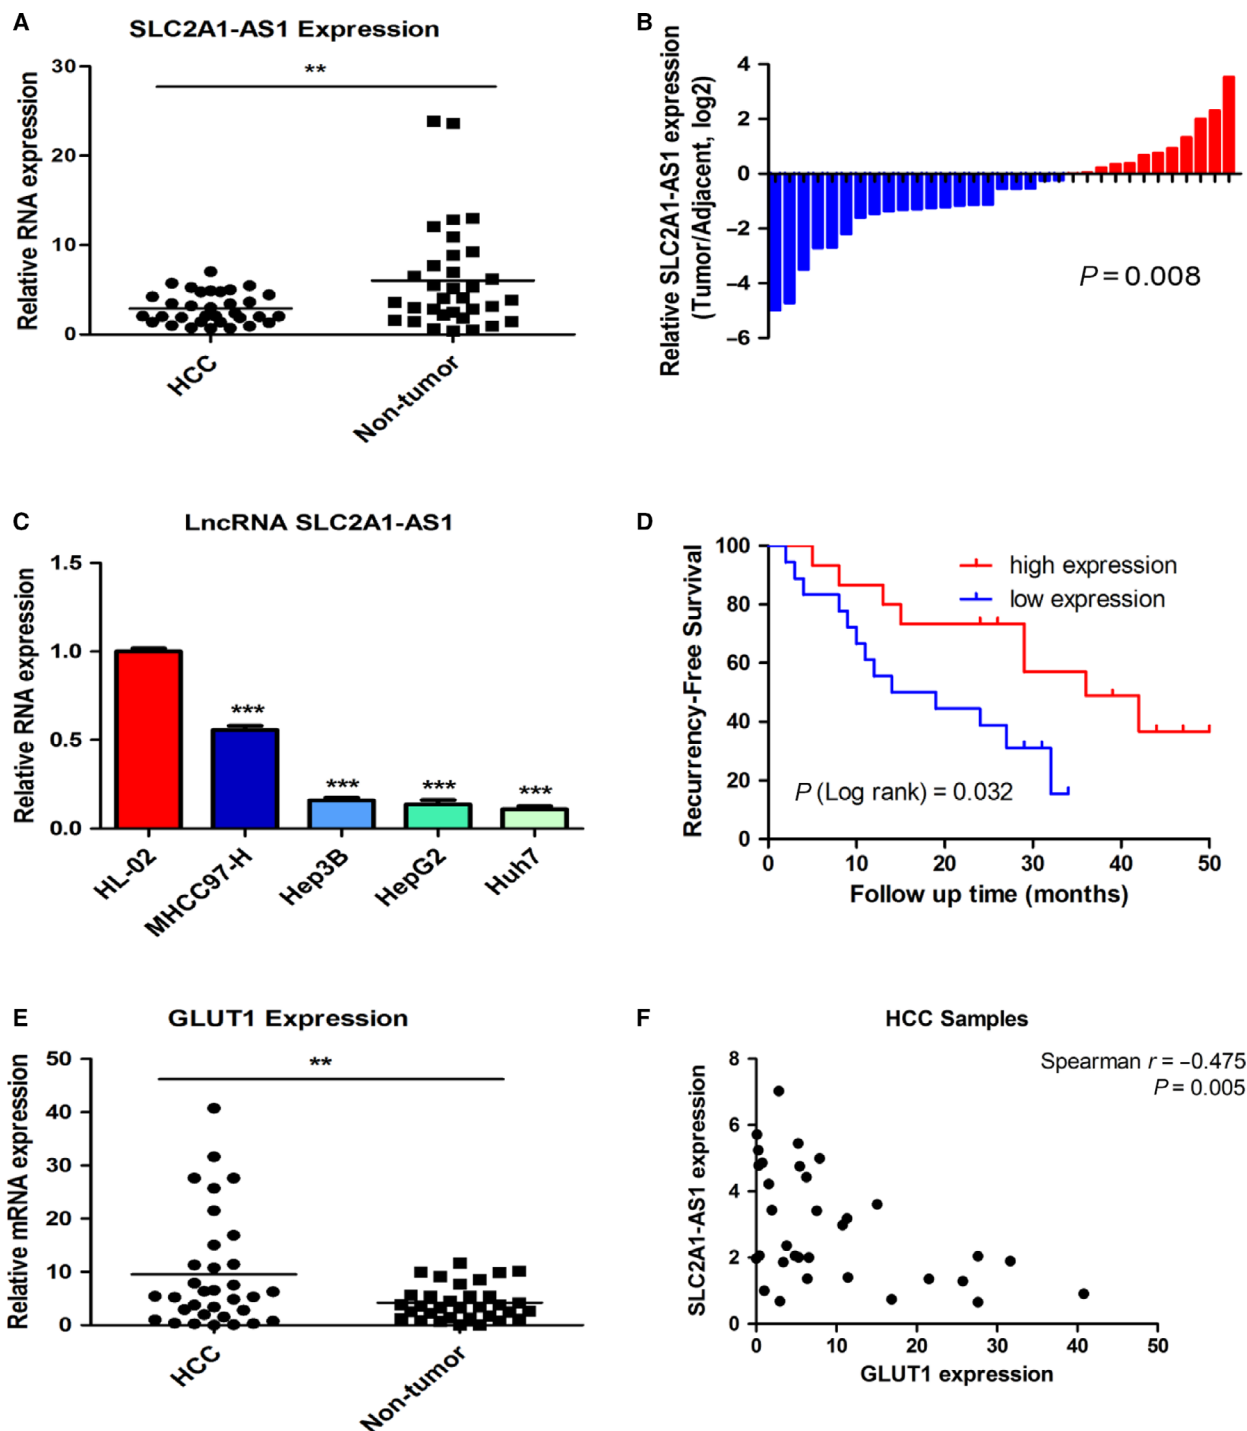 A
SLC2A1-AS1 Expression
Relative RNA expression
30
20
10
0
**
HCC
Non-tumor
B
Relative SLC2A1-AS1 expression
(Tumor/Adjacent, log2)
4
2
0
−2
−4
−6
P = 0.008
C
LncRNA SLC2A1-AS1
Relative RNA expression
1.5
1.0
0.5
0.0
***
***
***
***
HL-02
MHCC97-H
Hep3B
HepG2
Huh7
D
Recurrency-Free Survival
100
80
60
40
20
0
high expression
low expression
P (Log rank) = 0.032
0
10
20
30
40
50
Follow up time (months)
E
GLUT1 Expression
Relative mRNA expression
50
40
30
20
10
0
**
HCC
Non-tumor
F
HCC Samples
Spearman r = −0.475
P = 0.005
SLC2A1-AS1 expression
8
6
4
2
0
0
10
20
30
40
50
GLUT1 expression